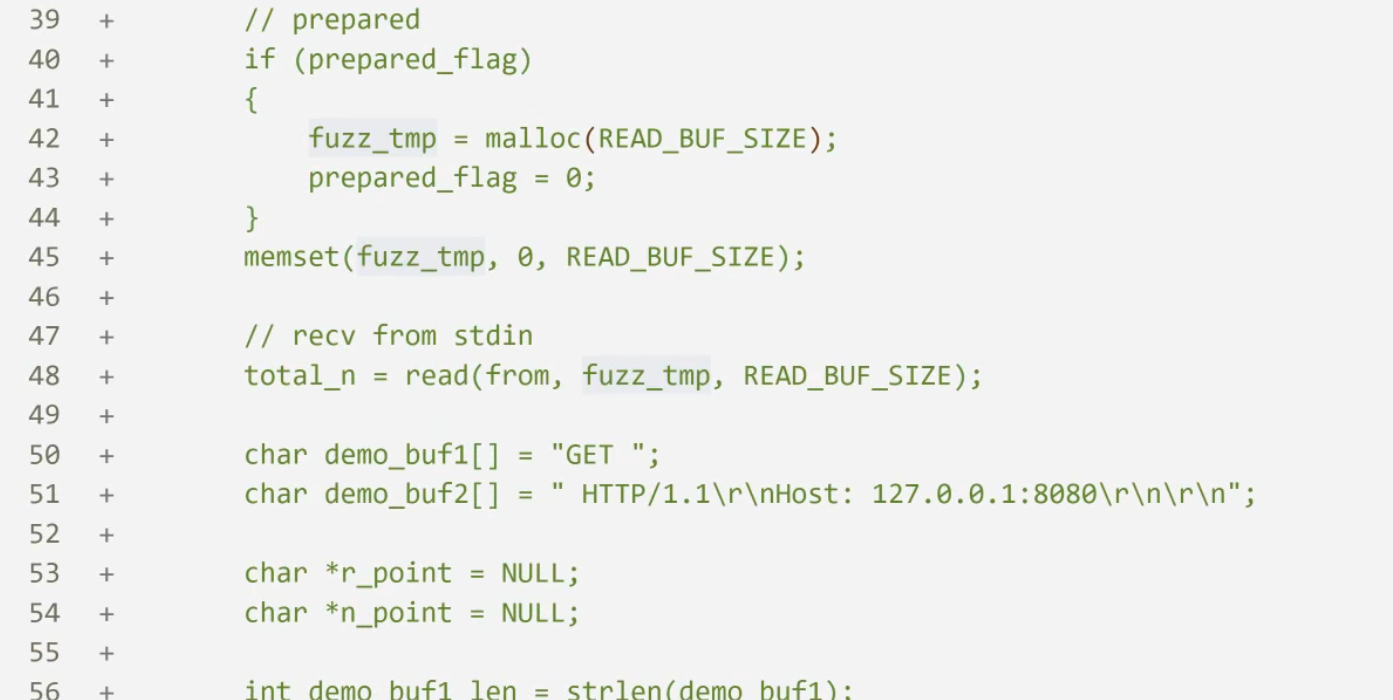 39 + // prepared
40 + if (prepared_flag)
41 + {
42 + fuzz_tmp = malloc(READ_BUF_SIZE);
43 + prepared_flag = 0;
44 + }
45 + memset(fuzz_tmp, 0, READ_BUF_SIZE);
46 +
47 + // recv from stdin
48 + total_n = read(from, fuzz_tmp, READ_BUF_SIZE);
49 +
50 + char demo_buf1[] = "GET ";
51 + char demo_buf2[] = " HTTP/1.1\r\nHost: 127.0.0.1:8080\r\n\r\n";
52 +
53 + char *r_point = NULL;
54 + char *n_point = NULL;
55 +
56 + int demo_buf1_len = strlen(demo_buf1);